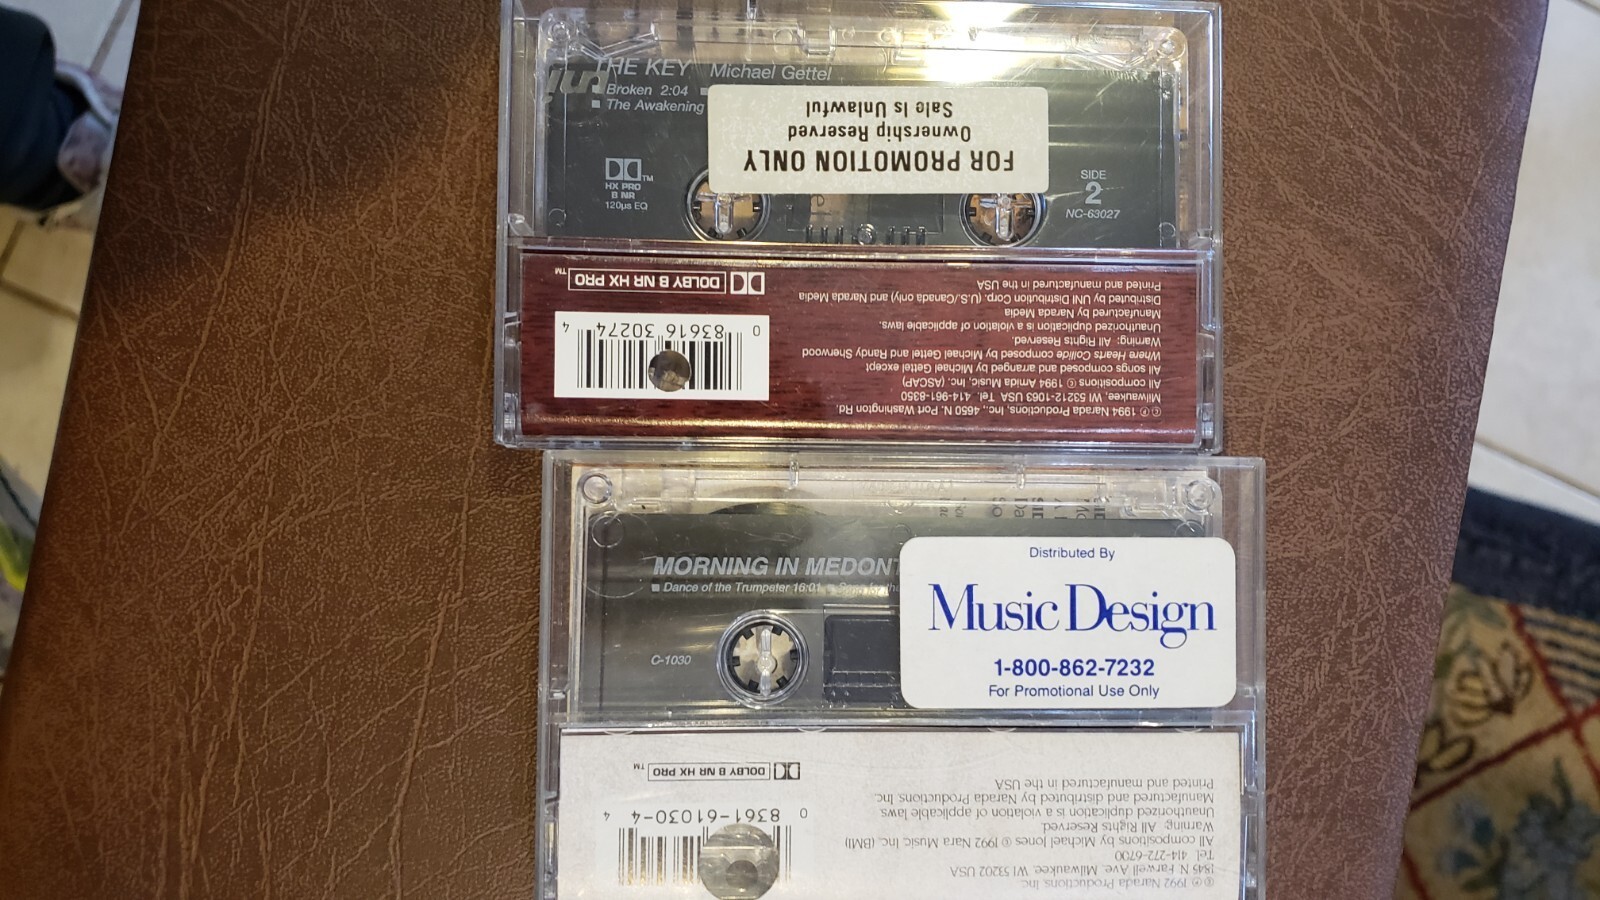 THE KEY Michael Gettel
Broken 2:04
The Awakening
FOR PROMOTION ONLY
Ownership Reserved
Sale Is Unlawful
HX PRO
B NR
120μs EQ
SIDE
2
NC-63027
© ℗ 1994 Narada Productions, Inc., 4650 N. Port Washington Rd.
Milwaukee, WI 53212-1063 USA Tel. 414-961-8350
All compositions © 1994 Amida Music, Inc. (ASCAP)
All songs composed and arranged by Michael Gettel except
Where Hearts Collide composed by Michael Gettel and Randy Sherwood
Warning: All Rights Reserved.
Unauthorized duplication is a violation of applicable laws.
Manufactured by Narada Media
Distributed by UNI Distribution Corp. (U.S./Canada only) and Narada Media
Printed and manufactured in the USA
0 83616 30274 4
DOLBY B NR HX PRO ™
MORNING IN MEDON
Dance of the Trumpeter 16:01 Song for the
C-1030
Distributed By
Music Design
1-800-862-7232
For Promotional Use Only
© ℗ 1992 Narada Productions, Inc.
1845 N. Farwell Ave. Milwaukee, WI 53202 USA
Tel. 414-272-6700
All compositions by Michael Jones © 1992 Nara Music, Inc. (BMI)
Warning: All Rights Reserved.
Unauthorized duplication is a violation of applicable laws.
Manufactured and distributed by Narada Productions, Inc.
Printed and manufactured in the USA
0 8361-61030-4 4
DOLBY B NR HX PRO ™